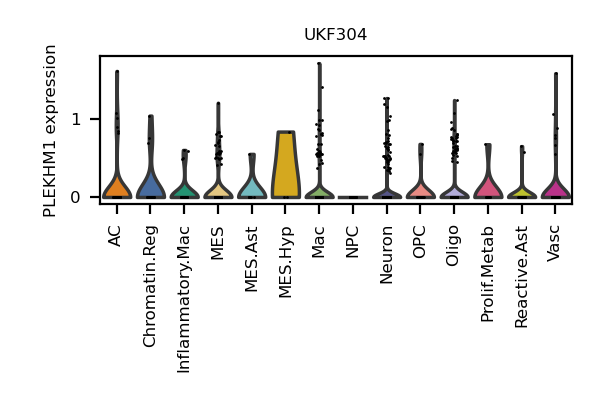 UKF304
PLEKHM1 expression
1
0
AC
Chromatin.Reg
Inflammatory.Mac
MES
MES.Ast
MES.Hyp
Mac
NPC
Neuron
OPC
Oligo
Prolif.Metab
Reactive.Ast
Vasc